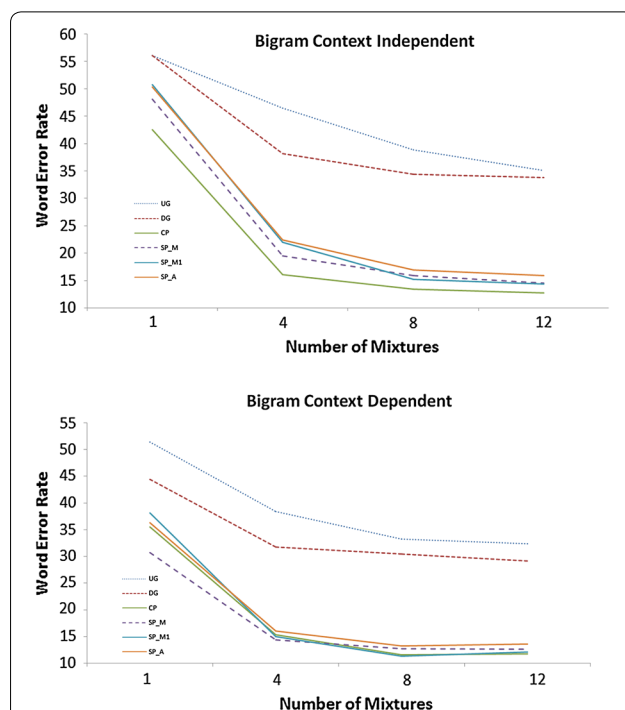 Bigram Context Independent
60
55
50
45
40
35
30
25
20
15
10
Word Error Rate
UG
DG
CP
SP_M
SP_M1
SP_A
1 4 8 12
Number of Mixtures
Bigram Context Dependent
55
50
45
40
35
30
25
20
15
10
Word Error Rate
UG
DG
CP
SP_M
SP_M1
SP_A
1 4 8 12
Number of Mixtures